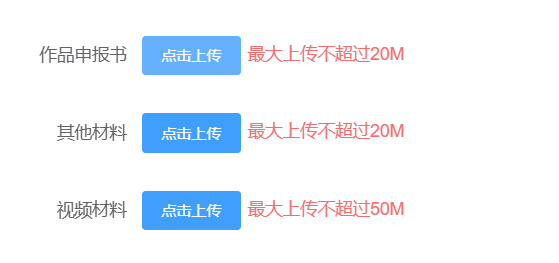 作品申报书 点击上传 最大上传不超过20M
其他材料 点击上传 最大上传不超过20M
视频材料 点击上传 最大上传不超过50M